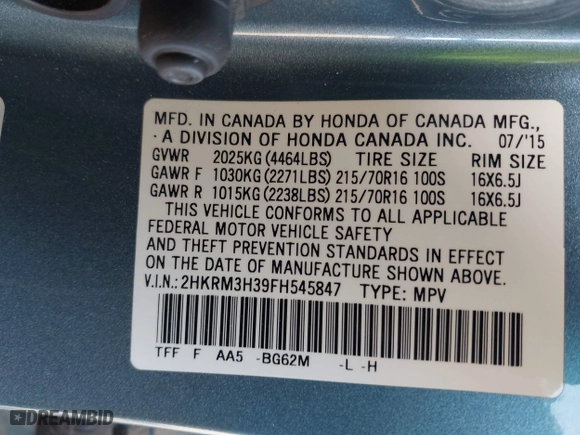 MFD. IN CANADA BY HONDA OF CANADA MFG.,
A DIVISION OF HONDA CANADA INC. 07/'15
GVWR 2025KG (4464LBS) TIRE SIZE RIM SIZE
GAWR F 1030KG (2271LBS) 215/70R16 100S 16X6.5J
GAWR R 1015KG (2238LBS) 215/70R16 100S 16X6.5J
THIS VEHICLE CONFORMS TO ALL APPLICABLE
FEDERAL MOTOR VEHICLE SAFETY
AND THEFT PREVENTION STANDARDS IN EFFECT
ON THE DATE OF MANUFACTURE SHOWN ABOVE.
V.I.N.: 2HKRM3H39FH545847 TYPE: MPV
TFF F AA5 -BG62M -L -H
DREAMBID